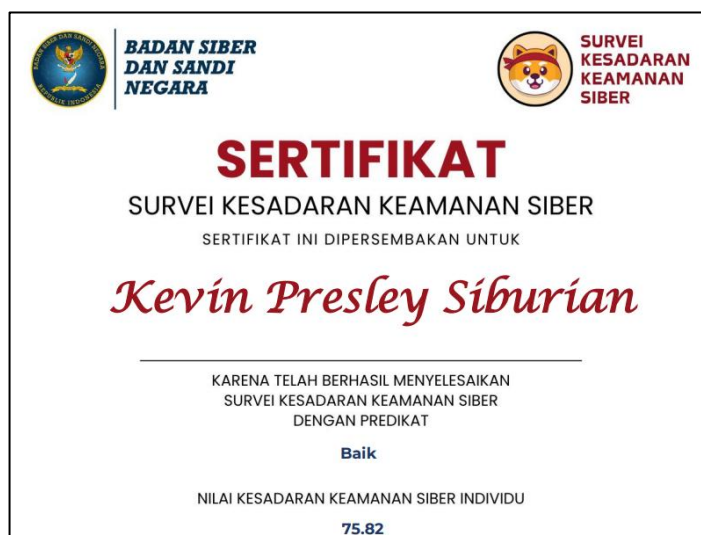 BADAN SIBER
DAN SANDI
NEGARA
REPUBLIK INDONESIA
SURVEI
KESADARAN
KEAMANAN
SIBER
SERTIFIKAT
SURVEI KESADARAN KEAMANAN SIBER
SERTIFIKAT INI DIPERSEMBAKAN UNTUK
Kevin Presley Siburian
KARENA TELAH BERHASIL MENYELESAIKAN
SURVEI KESADARAN KEAMANAN SIBER
DENGAN PREDIKAT
Baik
NILAI KESADARAN KEAMANAN SIBER INDIVIDU
75.82